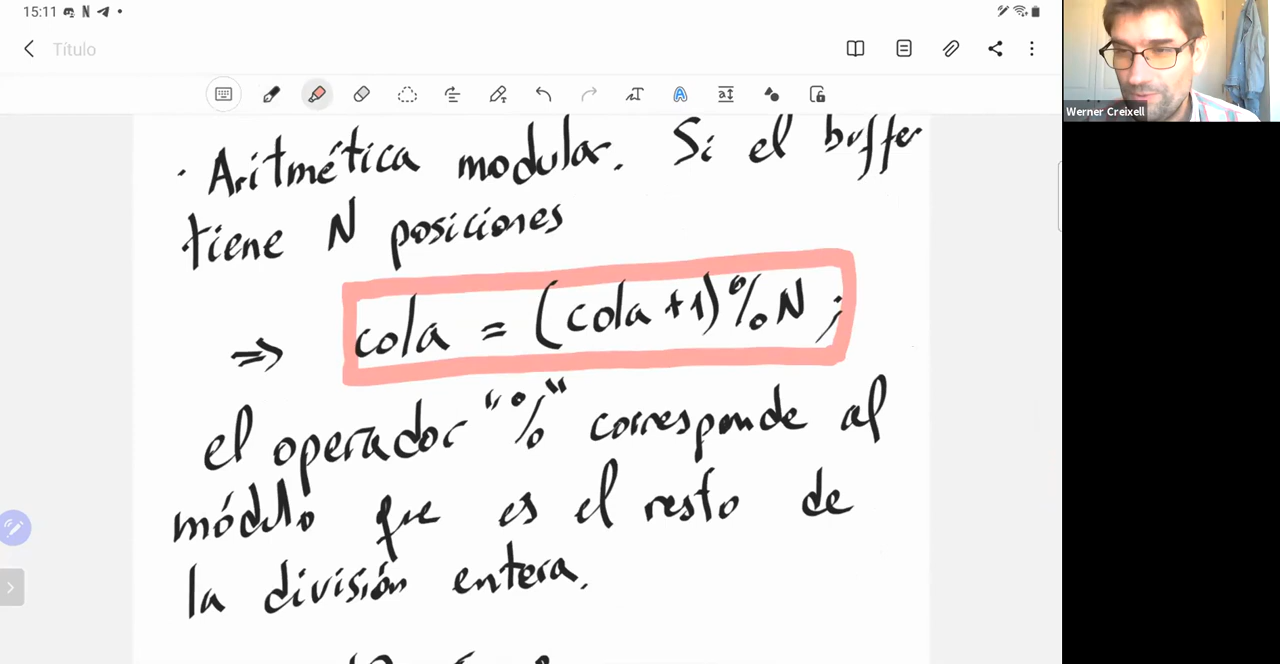 15:11
Título
Werner Creixell
· Aritmética modular. Si el buffer
tiene N posiciones
⇒ cola = (cola+1)%N;
el operador "%" corresponde al
módulo que es el resto de
la división entera.